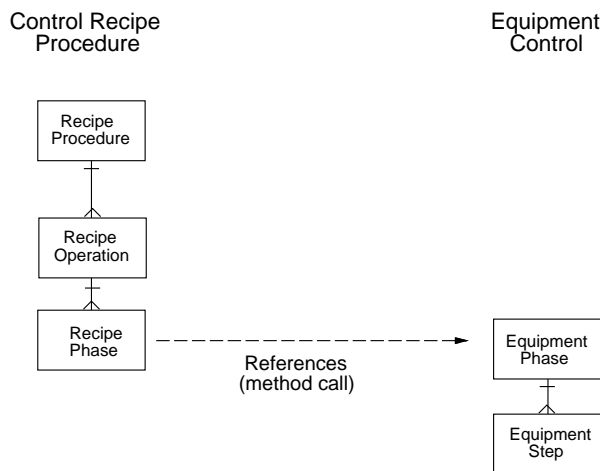 Control Recipe
Procedure
Equipment
Control
Recipe
Procedure
Recipe
Operation
Recipe
Phase
References
(method call)
Equipment
Phase
Equipment
Step